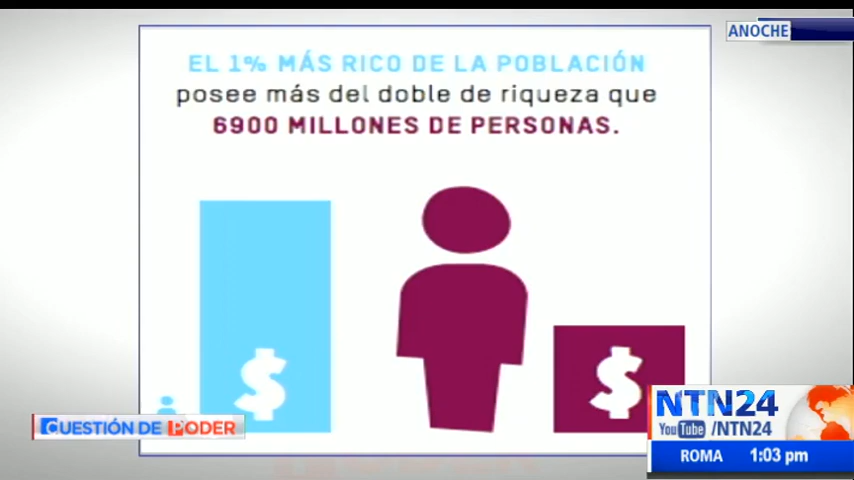 ANOCHE
EL 1% MÁS RICO DE LA POBLACIÓN
posee más del doble de riqueza que
6900 MILLONES DE PERSONAS.
$
$
CUESTIÓN DE PODER
NTN24
YouTube /NTN24
ROMA 1:03 pm